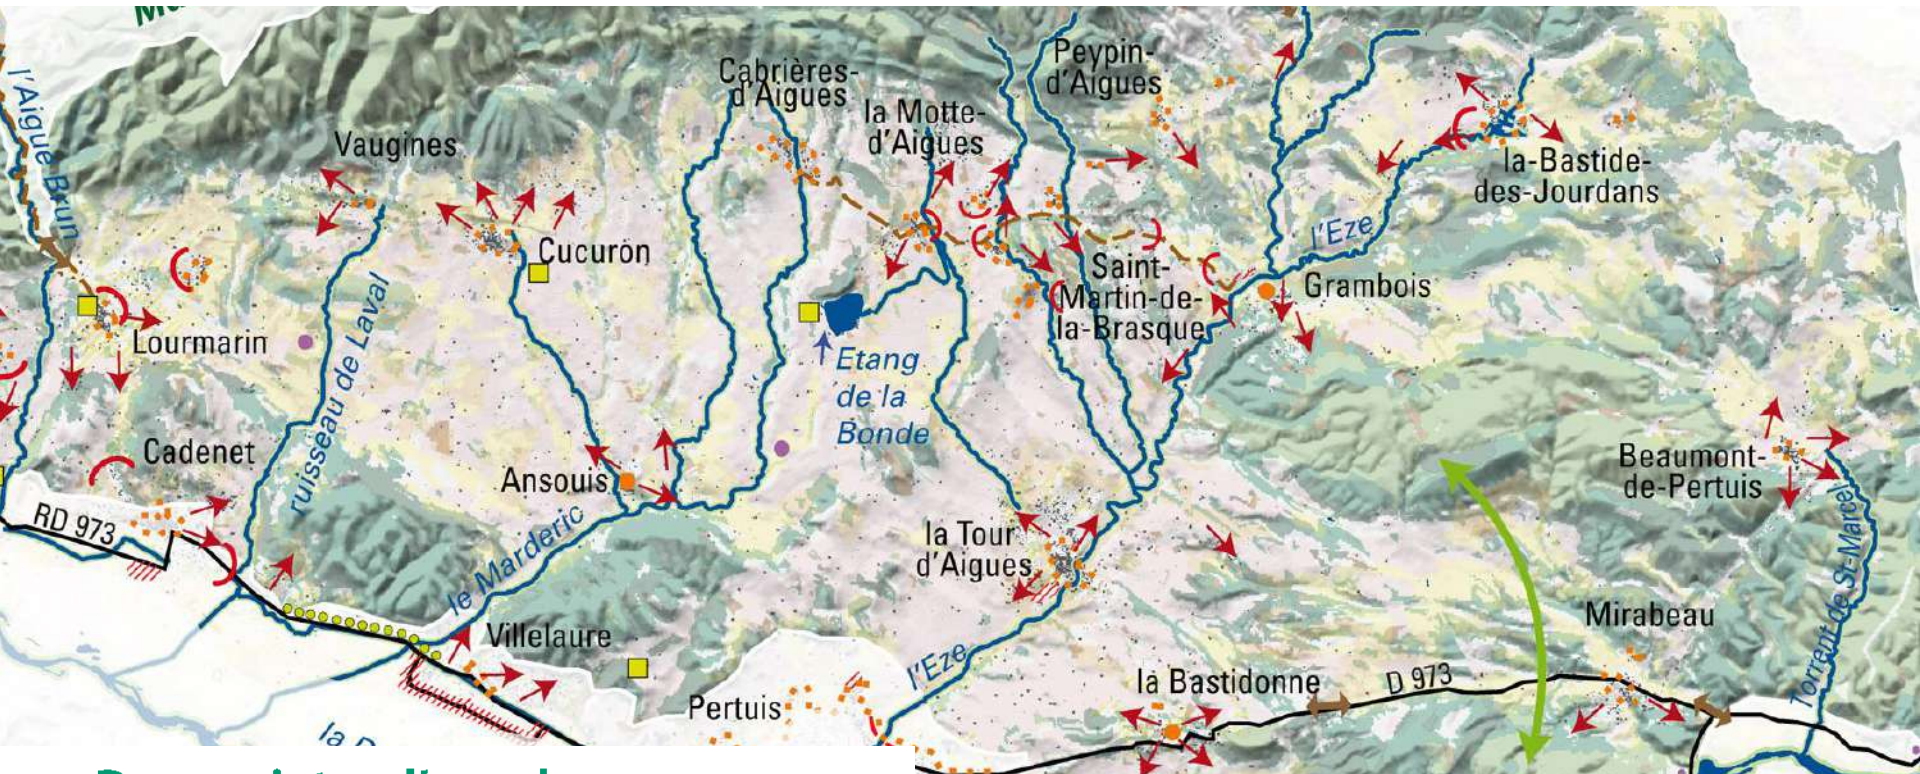 l'Aigue Brun
Peypin-
d'Aigues
Cabrières-
d'Aigues
la Motte-
d'Aigues
Vaugines
la-Bastide-
des-Jourdans
l'Eze
Cucuron
Saint-
Martin-de-
la-Brasque
Grambois
Lourmarin
ruisseau de Laval
Etang
de la
Bonde
Cadenet
Ansouis
Beaumont-
de-Pertuis
RD 973
le Marderic
la Tour
d'Aigues
Torrent de St-Marcel
Mirabeau
Villelaure
l'Eze
la Bastidonne
D 973
Pertuis
la